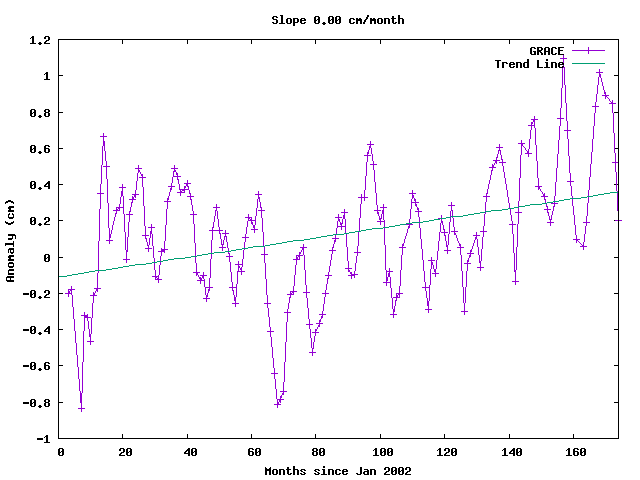 Slope 0.00 cm/month
GRACE
Trend Line
1.2
1
0.8
0.6
0.4
0.2
0
-0.2
-0.4
-0.6
-0.8
-1
Anomaly (cm)
0 20 40 60 80 100 120 140 160
Months since Jan 2002